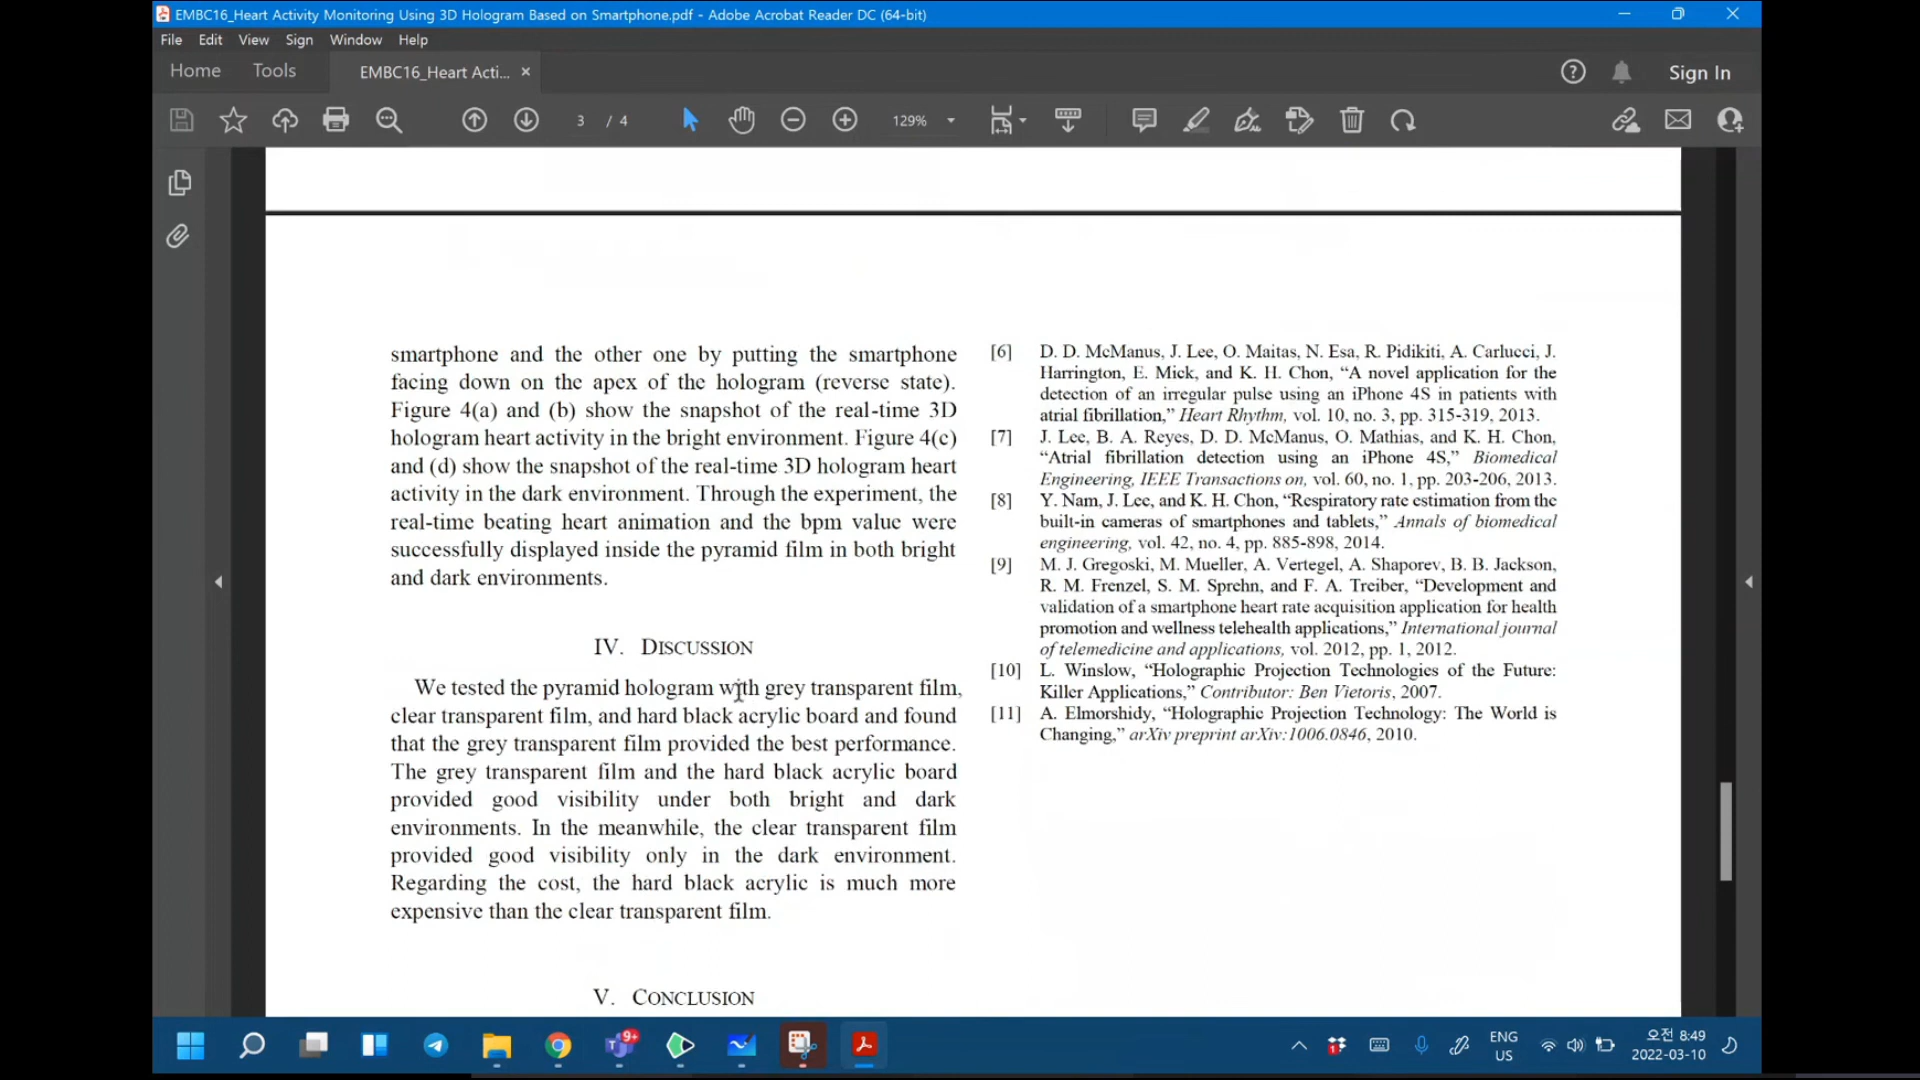 EMBC16_Heart Activity Monitoring Using 3D Hologram Based on Smartphone.pdf - Adobe Acrobat Reader DC (64-bit)
File Edit View Sign Window Help
Home Tools EMBC16_Heart Acti... × Sign In
3 / 4 129%
smartphone and the other one by putting the smartphone
facing down on the apex of the hologram (reverse state).
Figure 4(a) and (b) show the snapshot of the real-time 3D
hologram heart activity in the bright environment. Figure 4(c)
and (d) show the snapshot of the real-time 3D hologram heart
activity in the dark environment. Through the experiment, the
real-time beating heart animation and the bpm value were
successfully displayed inside the pyramid film in both bright
and dark environments.
IV. DISCUSSION
We tested the pyramid hologram with grey transparent film,
clear transparent film, and hard black acrylic board and found
that the grey transparent film provided the best performance.
The grey transparent film and the hard black acrylic board
provided good visibility under both bright and dark
environments. In the meanwhile, the clear transparent film
provided good visibility only in the dark environment.
Regarding the cost, the hard black acrylic is much more
expensive than the clear transparent film.
V. CONCLUSION
[6] D. D. McManus, J. Lee, O. Maitas, N. Esa, R. Pidikiti, A. Carlucci, J.
Harrington, E. Mick, and K. H. Chon, “A novel application for the
detection of an irregular pulse using an iPhone 4S in patients with
atrial fibrillation,” Heart Rhythm, vol. 10, no. 3, pp. 315-319, 2013.
[7] J. Lee, B. A. Reyes, D. D. McManus, O. Mathias, and K. H. Chon,
“Atrial fibrillation detection using an iPhone 4S,” Biomedical
Engineering, IEEE Transactions on, vol. 60, no. 1, pp. 203-206, 2013.
[8] Y. Nam, J. Lee, and K. H. Chon, “Respiratory rate estimation from the
built-in cameras of smartphones and tablets,” Annals of biomedical
engineering, vol. 42, no. 4, pp. 885-898, 2014.
[9] M. J. Gregoski, M. Mueller, A. Vertegel, A. Shaporev, B. B. Jackson,
R. M. Frenzel, S. M. Sprehn, and F. A. Treiber, “Development and
validation of a smartphone heart rate acquisition application for health
promotion and wellness telehealth applications,” International journal
of telemedicine and applications, vol. 2012, pp. 1, 2012.
[10] L. Winslow, “Holographic Projection Technologies of the Future:
Killer Applications,” Contributor: Ben Vietoris, 2007.
[11] A. Elmorshidy, “Holographic Projection Technology: The World is
Changing,” arXiv preprint arXiv:1006.0846, 2010.
9+
ENG
US
오전 8:49
2022-03-10